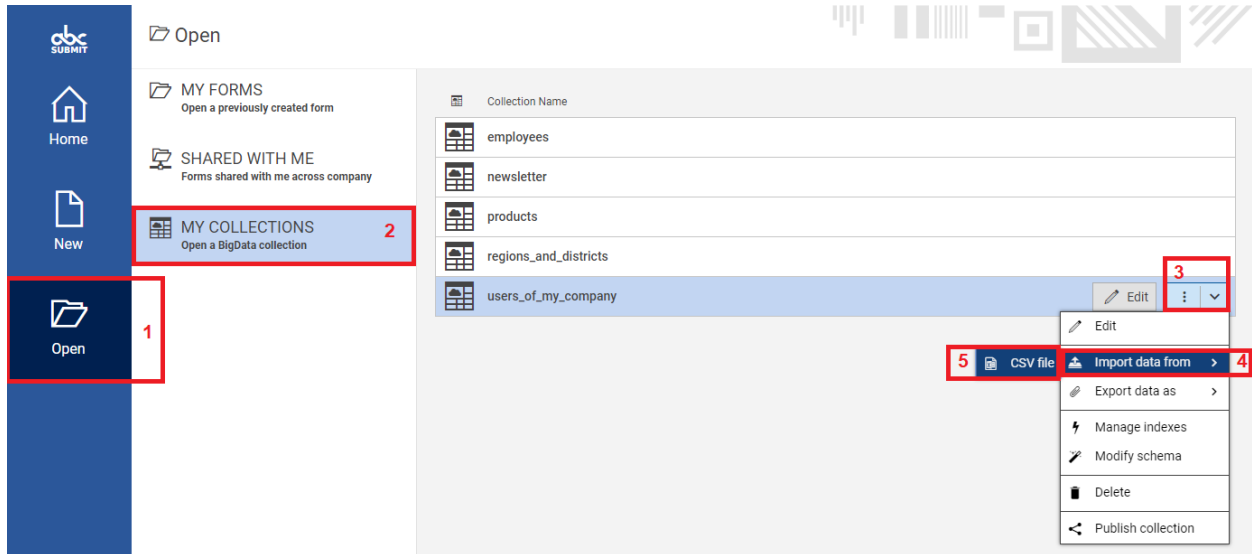 abc
SUBMIT
Open
Home
New
Open
1
MY FORMS
Open a previously created form
SHARED WITH ME
Forms shared with me across company
MY COLLECTIONS
Open a BigData collection
2
Collection Name
employees
newsletter
products
regions_and_districts
users_of_my_company
Edit
3
Edit
5 CSV file
Import data from
4
Export data as
Manage indexes
Modify schema
Delete
Publish collection